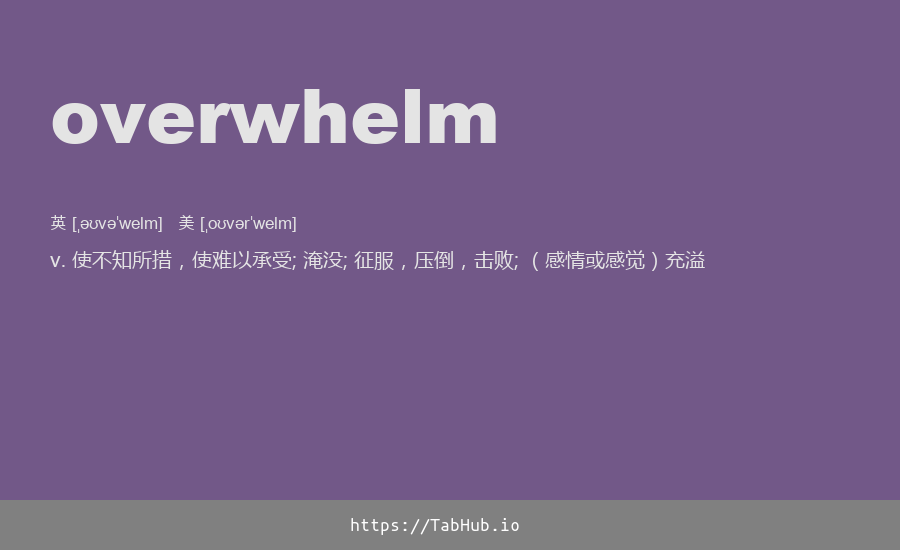 overwhelm
英 [ˌəʊvəˈwelm] 美 [ˌoʊvərˈwelm]
v. 使不知所措，使难以承受; 淹没; 征服，压倒，击败; （感情或感觉）充溢
https://TabHub.io